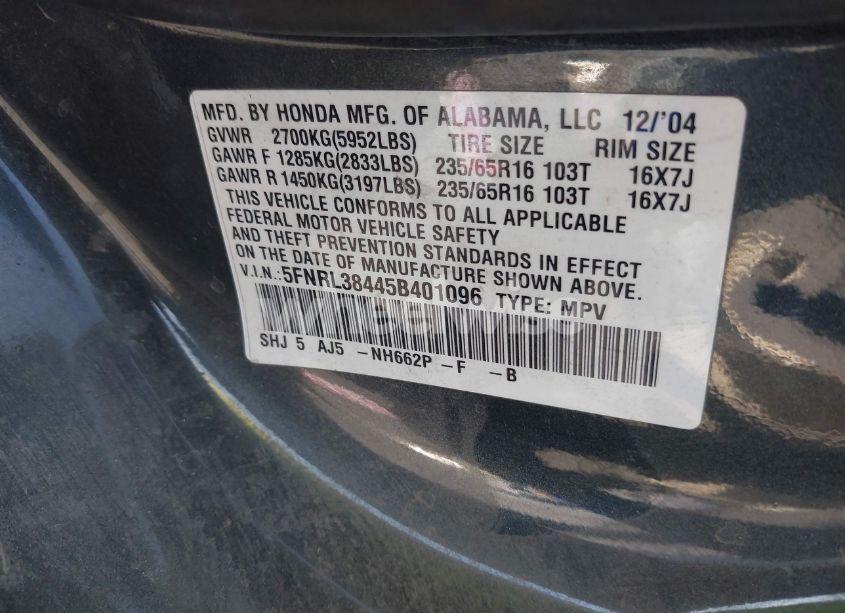 MFD. BY HONDA MFG. OF ALABAMA, LLC 12/'04
GVWR 2700KG(5952LBS) TIRE SIZE RIM SIZE
GAWR F 1285KG(2833LBS) 235/65R16 103T 16X7J
GAWR R 1450KG(3197LBS) 235/65R16 103T 16X7J
THIS VEHICLE CONFORMS TO ALL APPLICABLE
FEDERAL MOTOR VEHICLE SAFETY
AND THEFT PREVENTION STANDARDS IN EFFECT
ON THE DATE OF MANUFACTURE SHOWN ABOVE.
V.I.N.:5FNRL38445B401096 TYPE: MPV
SHJ 5 AJ5 -NH662P -F -B